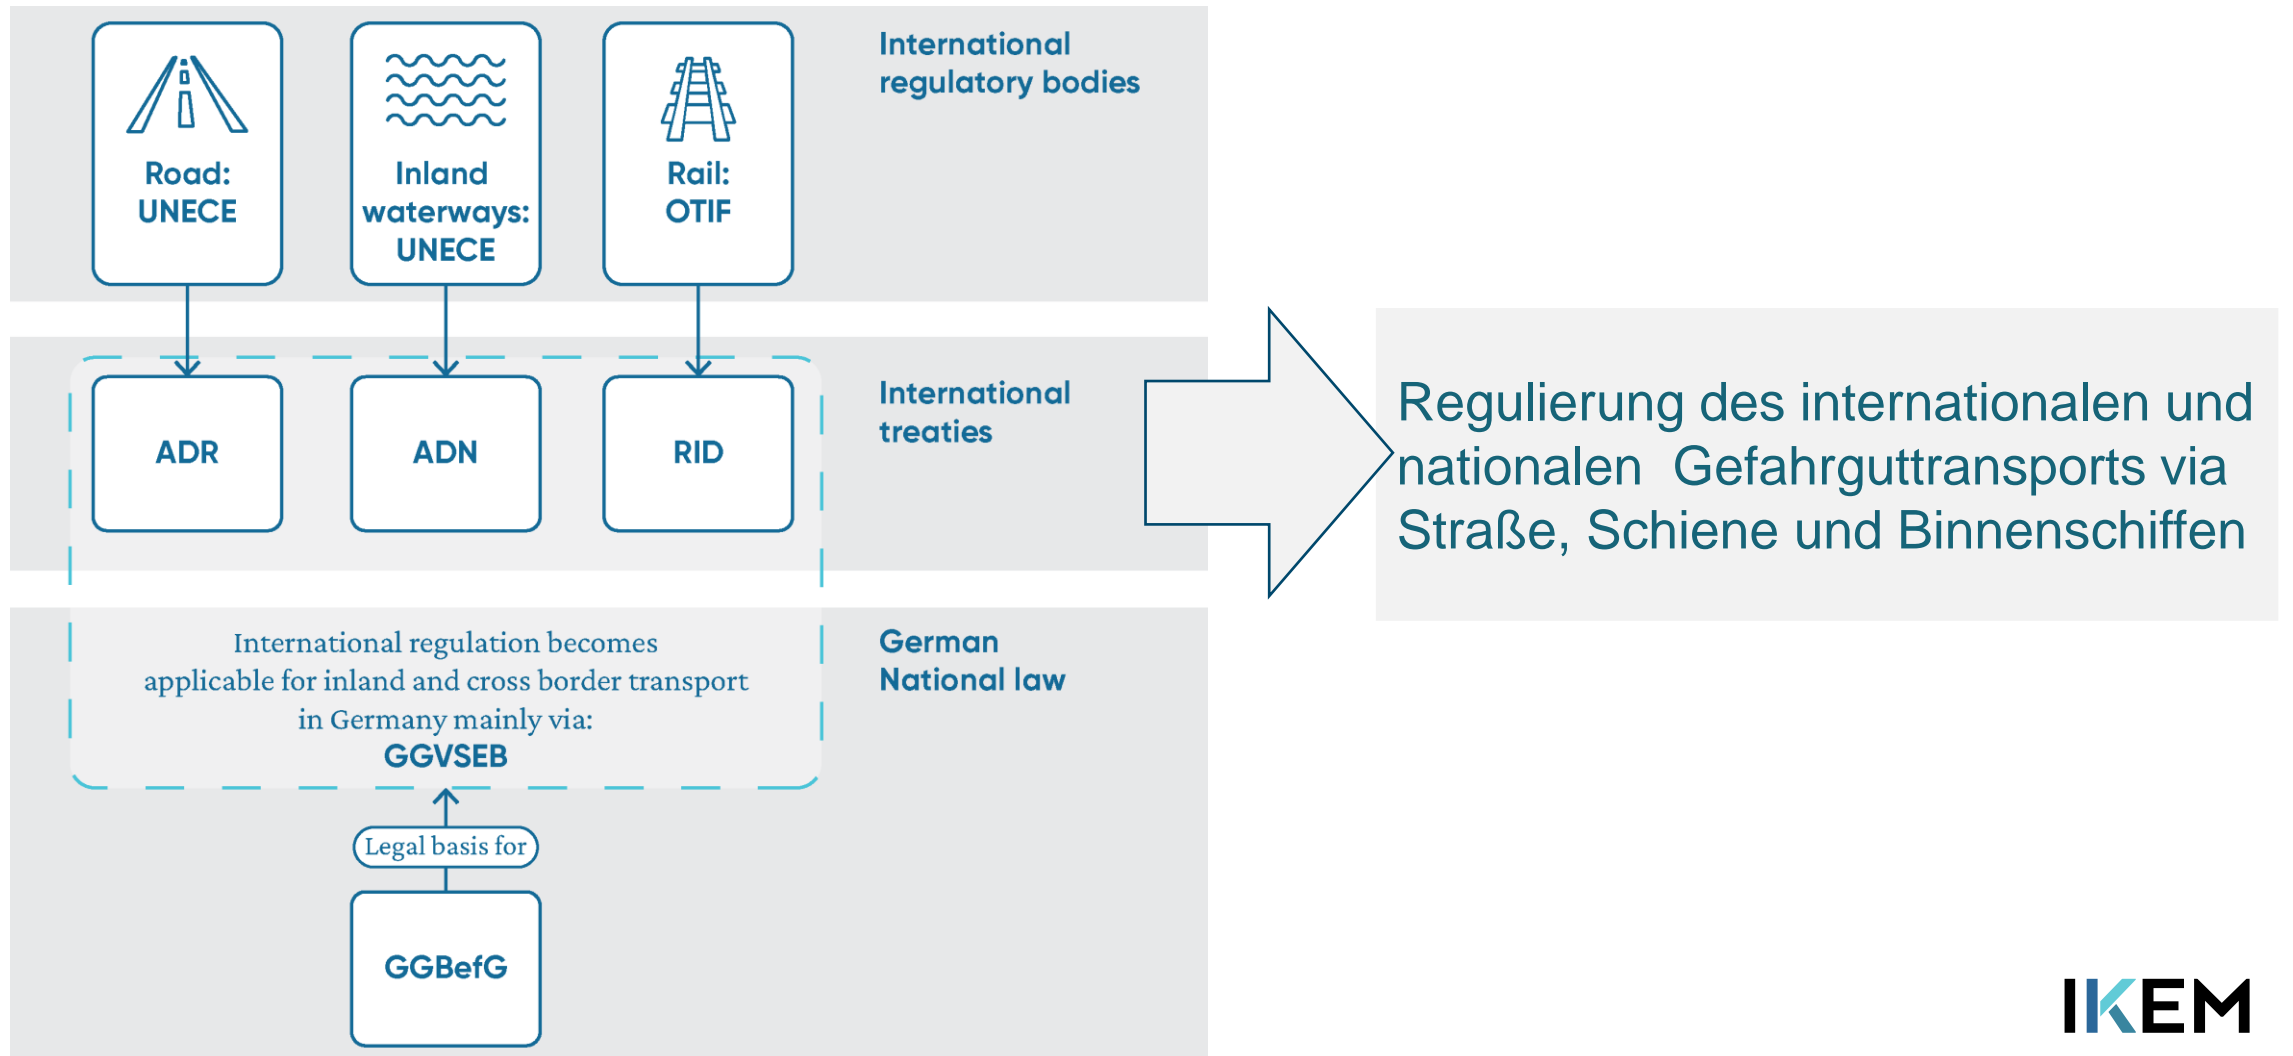 Road:
UNECE
Inland
waterways:
UNECE
Rail:
OTIF
International
regulatory bodies
ADR
ADN
RID
International
treaties
Regulierung des internationalen und
nationalen  Gefahrguttransports via
Straße, Schiene und Binnenschiffen
International regulation becomes
applicable for inland and cross border transport
in Germany mainly via:
GGVSEB
German
National law
Legal basis for
GGBefG
IKEM